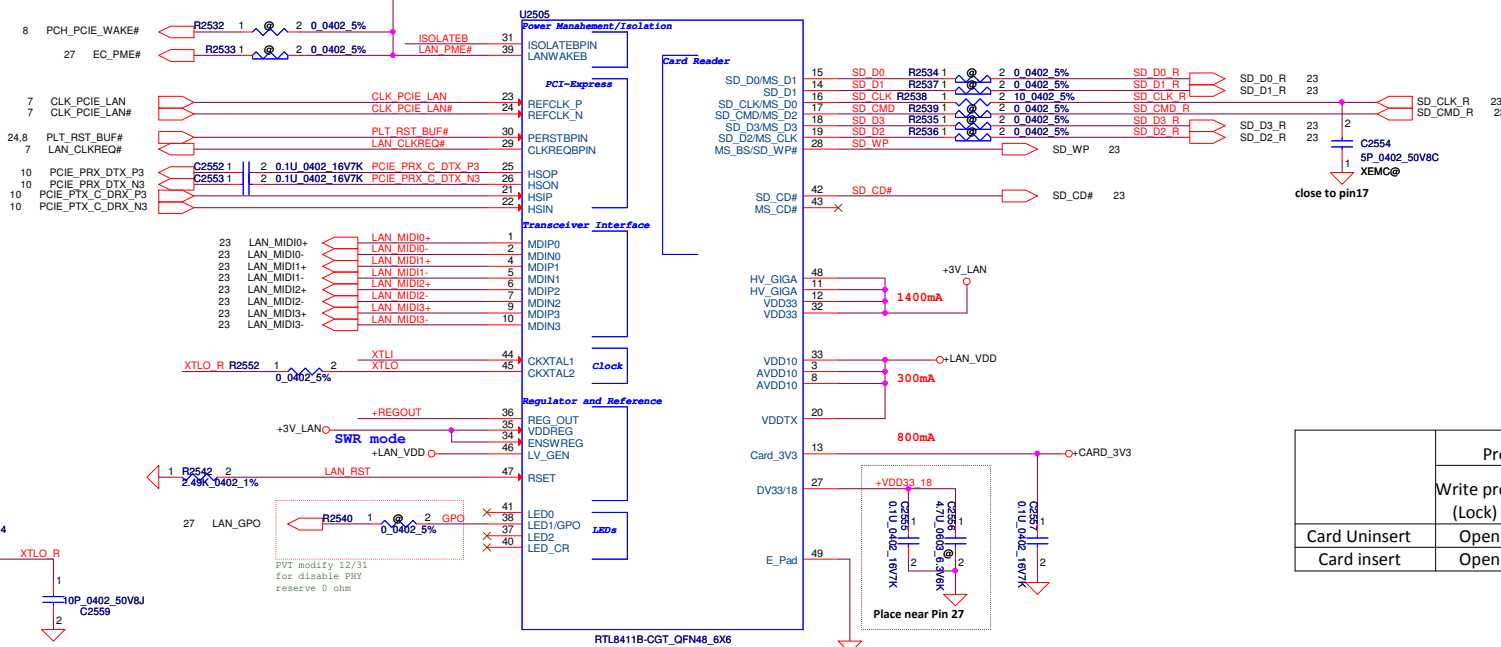 U2505
Power Manahement/Isolation
8 PCH_PCIE_WAKE# R2532 1 @ 2 0_0402_5%
27 EC_PME# R2533 1 @ 2 0_0402_5%
ISOLATEB 31 ISOLATEBPIN
LAN_PME# 39 LANWAKEB
PCI-Express
7 CLK_PCIE_LAN CLK_PCIE_LAN 23 REFCLK_P
7 CLK_PCIE_LAN# CLK_PCIE_LAN# 24 REFCLK_N
24,8 PLT_RST_BUF# PLT_RST_BUF# 30 PERSTBPIN
7 LAN_CLKREQ# LAN_CLKREQ# 29 CLKREQBPIN
10 PCIE_PRX_DTX_P3 C2552 1 2 0.1U_0402_16V7K PCIE_PRX_C_DTX_P3 25 HSOP
10 PCIE_PRX_DTX_N3 C2553 1 2 0.1U_0402_16V7K PCIE_PRX_C_DTX_N3 26 HSON
10 PCIE_PTX_C_DRX_P3 21 HSIP
10 PCIE_PTX_C_DRX_N3 22 HSIN
Transceiver Interface
23 LAN_MIDI0+ LAN_MIDI0+ 1 MDIP0
23 LAN_MIDI0- LAN_MIDI0- 2 MDIN0
23 LAN_MIDI1+ LAN_MIDI1+ 4 MDIP1
23 LAN_MIDI1- LAN_MIDI1- 5 MDIN1
23 LAN_MIDI2+ LAN_MIDI2+ 6 MDIP2
23 LAN_MIDI2- LAN_MIDI2- 7 MDIN2
23 LAN_MIDI3+ LAN_MIDI3+ 9 MDIP3
23 LAN_MIDI3- LAN_MIDI3- 10 MDIN3
XTLI 44 CKXTAL1
XTLO_R R2552 1 2 XTLO 45 CKXTAL2
0_0402_5%
Clock
Regulator and Reference
+REGOUT 36 REG_OUT
+3V_LAN 35 VDDREG
SWR mode 34 ENSWREG
+LAN_VDD 46 LV_GEN
1 R2542 2 LAN_RST 47 RSET
2.49K_0402_1%
41 LED0
27 LAN_GPO R2540 1 @ 2 GPO 38 LED1/GPO
0_0402_5%
37 LED2
40 LED_CR
LEDs
PVT modify 12/31
for disable PHY
reserve 0 ohm
4
XTLO_R
1
10P_0402_50V8J
C2559
2
Card Reader
SD_D0/MS_D1 15 SD_D0 R2534 1 @ 2 0_0402_5% SD_D0_R SD_D0_R 23
SD_D1 14 SD_D1 R2537 1 @ 2 0_0402_5% SD_D1_R SD_D1_R 23
SD_CLK/MS_D0 16 SD_CLK R2538 1 2 10_0402_5% SD_CLK_R SD_CLK_R 23
SD_CMD/MS_D2 17 SD_CMD R2539 1 @ 2 0_0402_5% SD_CMD_R SD_CMD_R 23
SD_D3/MS_D3 18 SD_D3 R2535 1 @ 2 0_0402_5% SD_D3_R SD_D3_R 23
SD_D2/MS_CLK 19 SD_D2 R2536 1 @ 2 0_0402_5% SD_D2_R SD_D2_R 23
MS_BS/SD_WP# 28 SD_WP SD_WP 23
2
C2554
5P_0402_50V8C
1
XEMC@
close to pin17
SD_CD# 42 SD_CD# SD_CD# 23
MS_CD# 43
+3V_LAN
HV_GIGA 48
HV_GIGA 11
VDD33 12
VDD33 32
1400mA
VDD10 33 +LAN_VDD
AVDD10 3
AVDD10 8
300mA
VDDTX 20
800mA
Card_3V3 13 +CARD_3V3
DV33/18 27 +VDD33_18
C2555 1 2
0.1U_0402_16V7K
C2556 1 2
4.7U_0603_6.3V6K
@
C2557 1 2
0.1U_0402_16V7K
E_Pad 49
Place near Pin 27
RTL8411B-CGT_QFN48_6X6
Pro
Write pro
(Lock)
Card Uninsert Open
Card insert Open